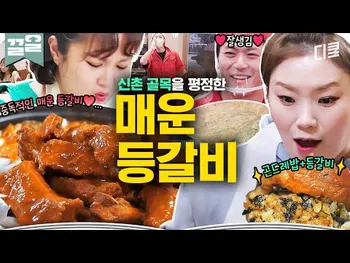 끌올
디글
♥잘생김♥
중독적인 매운 등갈비♥...
신촌 골목을 평정한
매운
등갈비
곤드레밥+등갈비